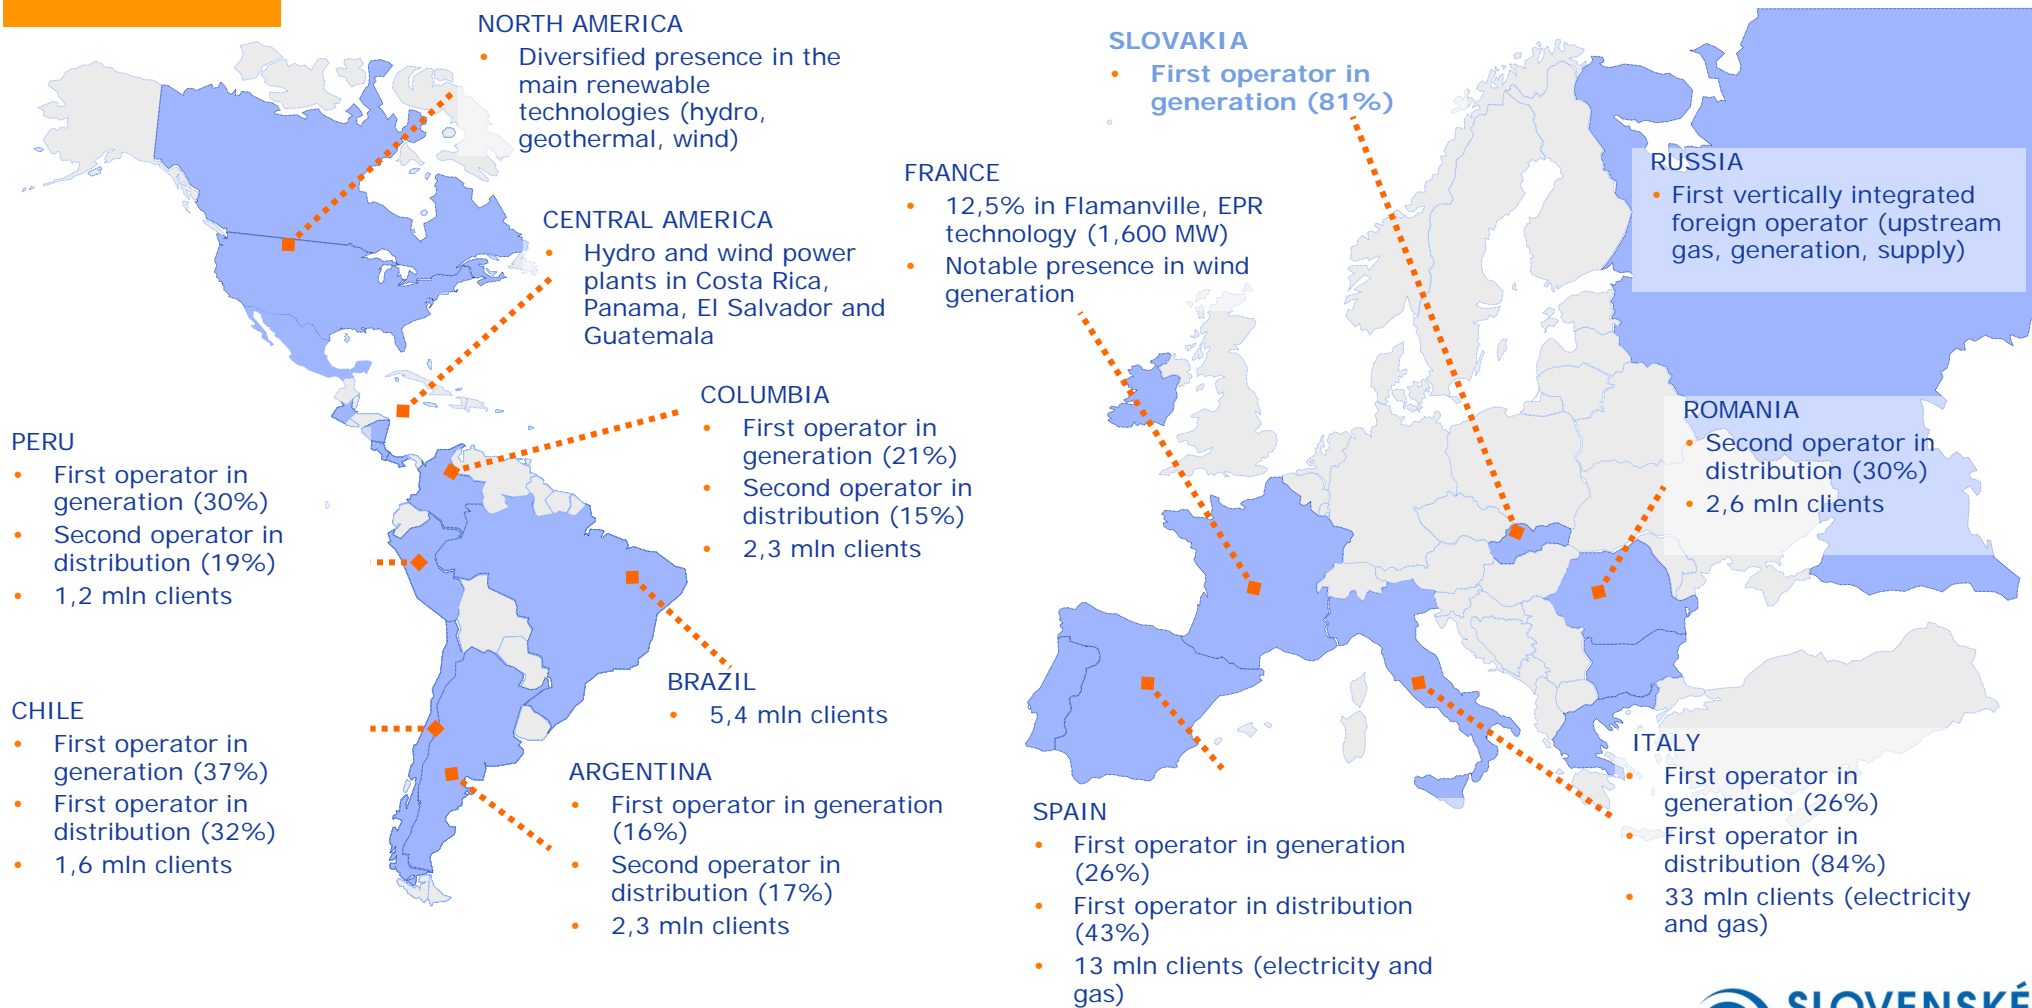 NORTH AMERICA
• Diversified presence in the
main renewable
technologies (hydro,
geothermal, wind)
CENTRAL AMERICA
• Hydro and wind power
plants in Costa Rica,
Panama, El Salvador and
Guatemala
COLUMBIA
• First operator in
generation (21%)
• Second operator in
distribution (15%)
• 2,3 mln clients
PERU
• First operator in
generation (30%)
• Second operator in
distribution (19%)
• 1,2 mln clients
BRAZIL
• 5,4 mln clients
CHILE
• First operator in
generation (37%)
• First operator in
distribution (32%)
• 1,6 mln clients
ARGENTINA
• First operator in generation
(16%)
• Second operator in
distribution (17%)
• 2,3 mln clients
SLOVAKIA
• First operator in
generation (81%)
FRANCE
• 12,5% in Flamanville, EPR
technology (1,600 MW)
• Notable presence in wind
generation
RUSSIA
• First vertically integrated
foreign operator (upstream
gas, generation, supply)
ROMANIA
• Second operator in
distribution (30%)
• 2,6 mln clients
ITALY
• First operator in
generation (26%)
• First operator in
distribution (84%)
• 33 mln clients (electricity
and gas)
SPAIN
• First operator in generation
(26%)
• First operator in distribution
(43%)
• 13 mln clients (electricity and
gas)
SLOVENSKÉ